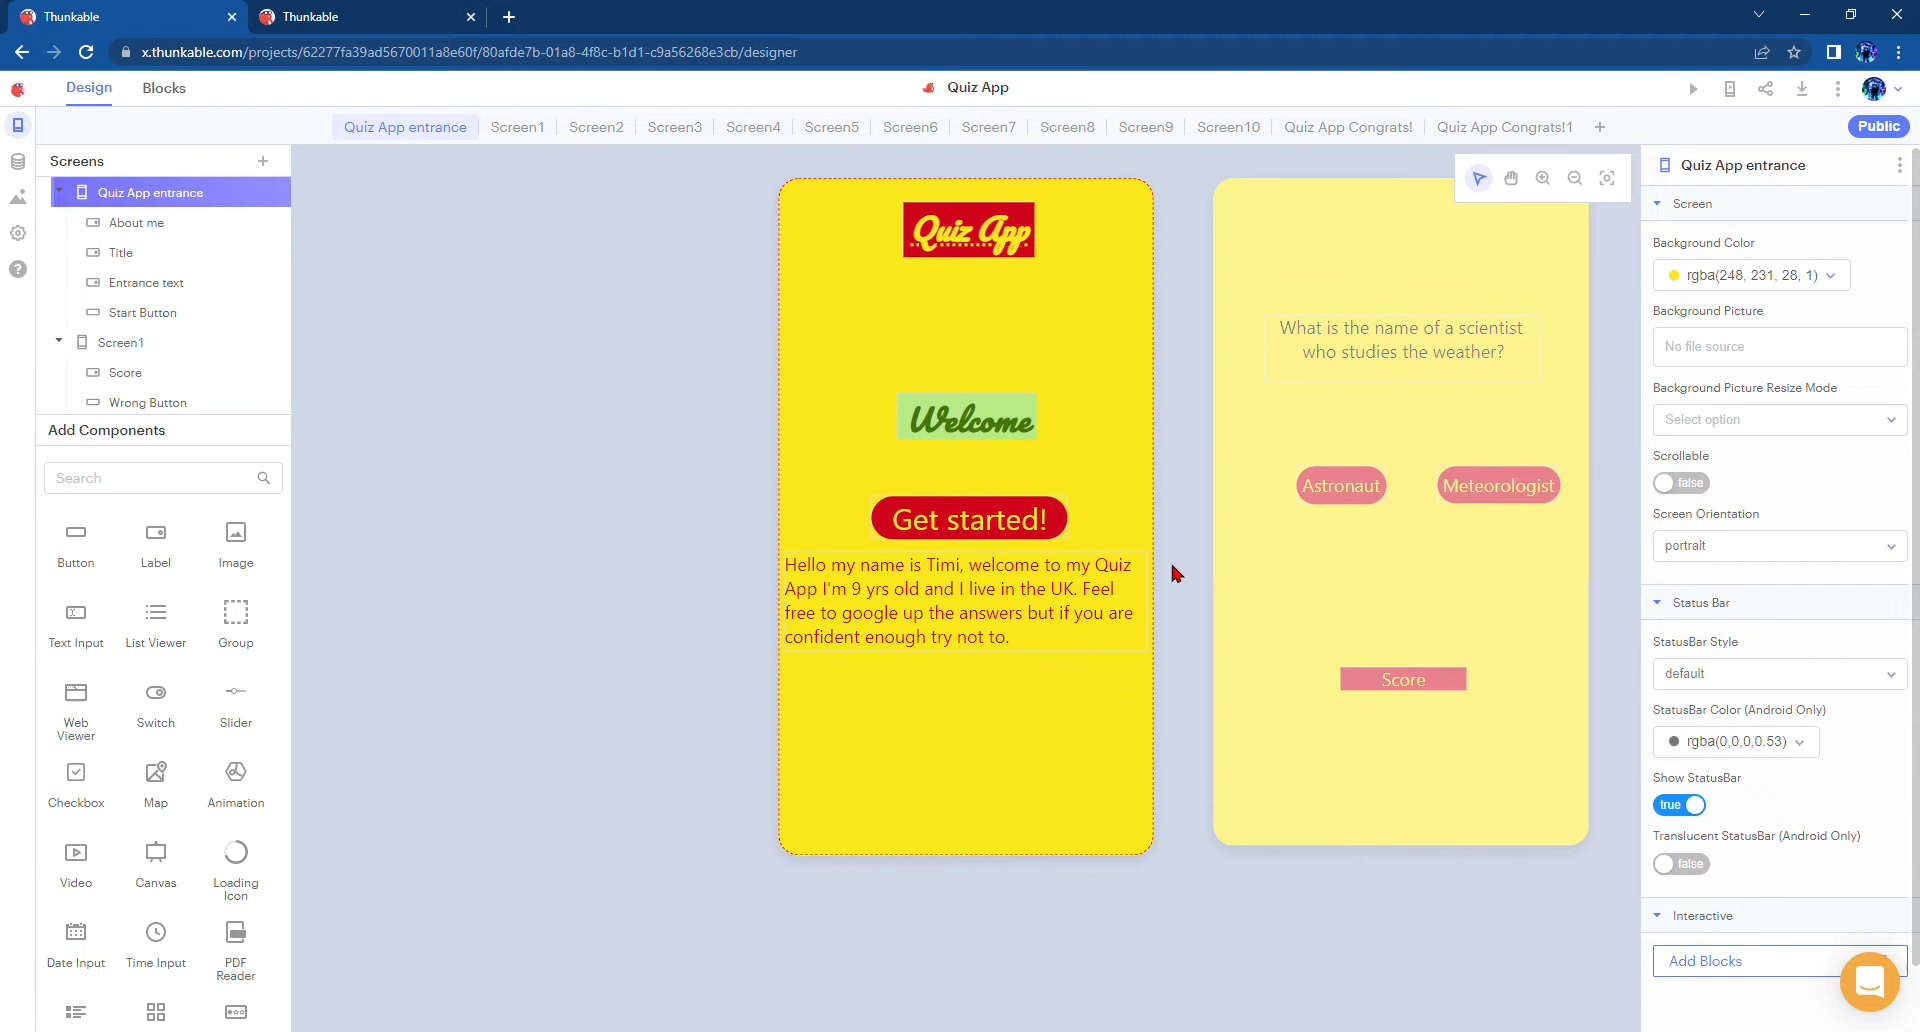 Thunkable
Thunkable
x.thunkable.com/projects/62277fa39ad5670011a8e60f/80afde7b-01a8-4f8c-b1d1-c9a56268e3cb/designer
Design
Blocks
Quiz App
Quiz App entrance
Screen1
Screen2
Screen3
Screen4
Screen5
Screen6
Screen7
Screen8
Screen9
Screen10
Quiz App Congrats!
Quiz App Congrats!1
Public
Screens
Quiz App entrance
About me
Title
Entrance text
Start Button
Screen1
Score
Wrong Button
Add Components
Search
Button
Label
Image
Text Input
List Viewer
Group
Web
Viewer
Switch
Slider
Checkbox
Map
Animation
Video
Canvas
Loading
Icon
Date Input
Time Input
PDF
Reader
Quiz App
Welcome
Get started!
Hello my name is Timi, welcome to my Quiz
App I'm 9 yrs old and I live in the UK. Feel
free to google up the answers but if you are
confident enough try not to.
What is the name of a scientist
who studies the weather?
Astronaut
Meteorologist
Score
Quiz App entrance
Screen
Background Color
rgba(248, 231, 28, 1)
Background Picture
No file source
Background Picture Resize Mode
Select option
Scrollable
false
Screen Orientation
portrait
Status Bar
StatusBar Style
default
StatusBar Color (Android Only)
rgba(0,0,0,0.53)
Show StatusBar
true
Translucent StatusBar (Android Only)
false
Interactive
Add Blocks